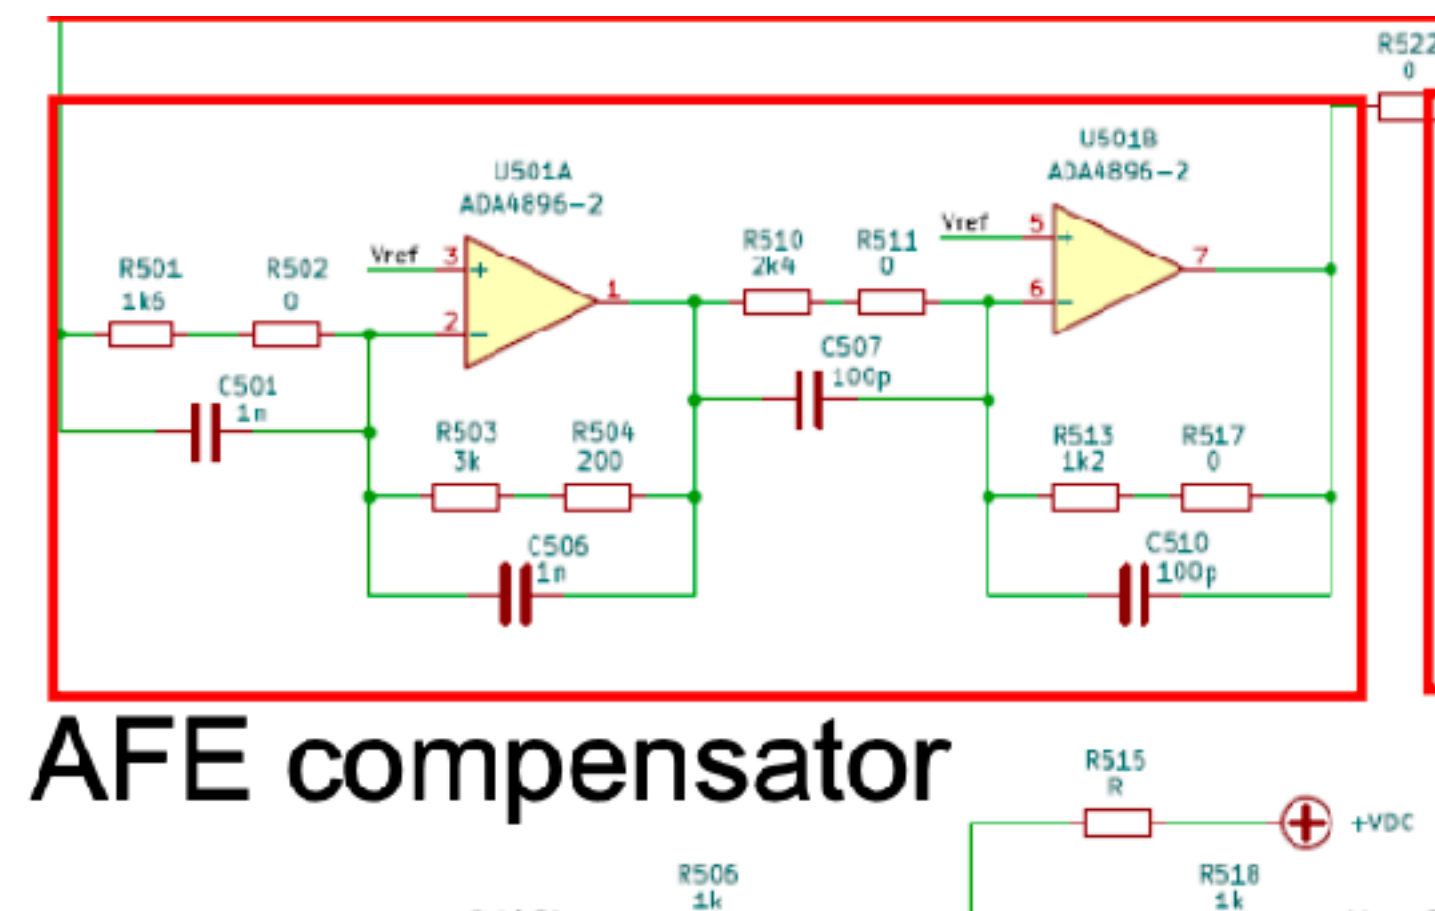 R522
0
U501B
ADA4896-2
U501A
ADA4896-2
Vref
5
R510
2k4
R511
0
7
Vref
3
R501
1k6
R502
0
1
6
2
C507
100p
C501
1n
R503
3k
R504
200
R513
1k2
R517
0
C506
1n
C510
100p
AFE compensator
R515
R
+VDC
R506
1k
R518
1k